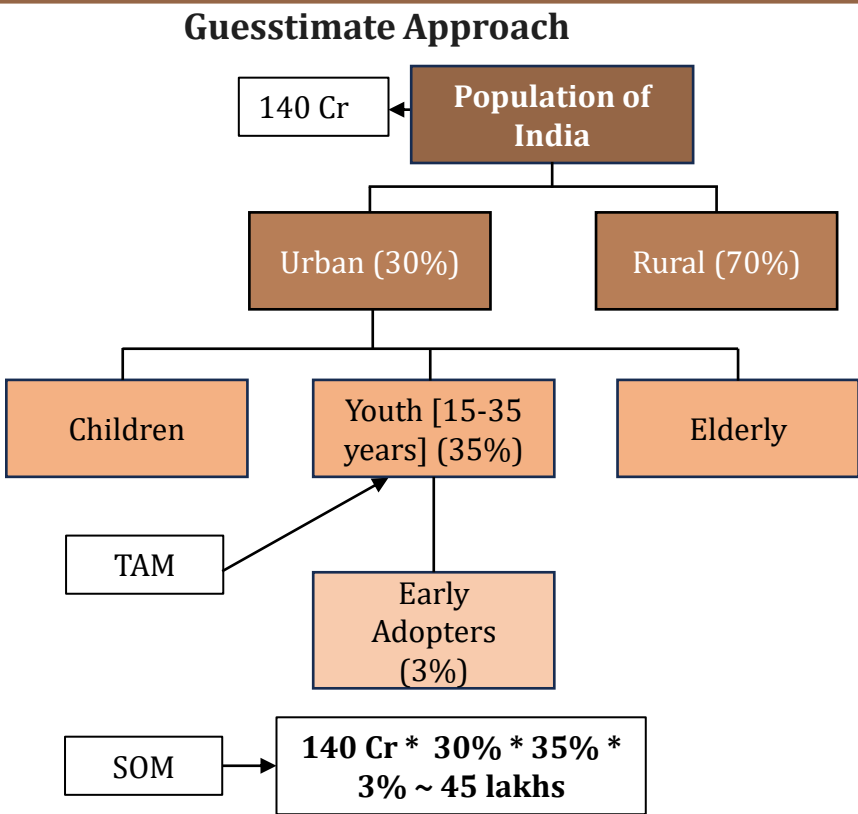 Guesstimate Approach
140 Cr
Population of
India
Urban (30%)
Rural (70%)
Children
Youth [15-35
years] (35%)
Elderly
TAM
Early
Adopters
(3%)
SOM
140 Cr * 30% * 35% *
3% ~ 45 lakhs